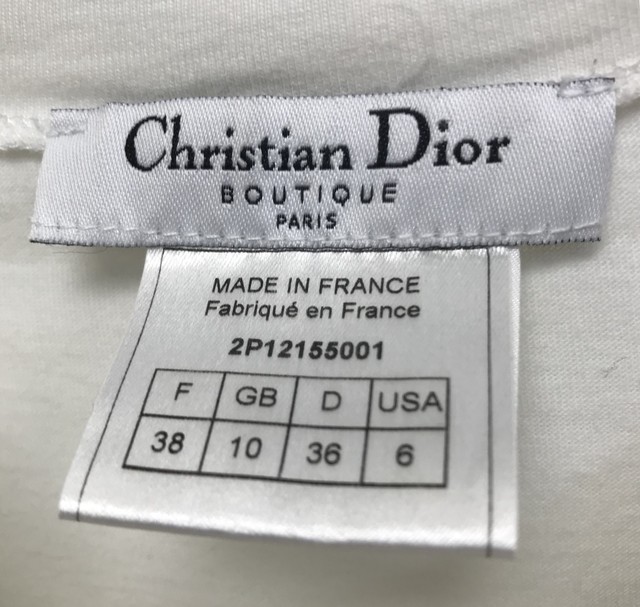 Christian Dior
BOUTIQUE
PARIS
MADE IN FRANCE
Fabriqué en France
2P12155001
F GB D USA
38 10 36 6